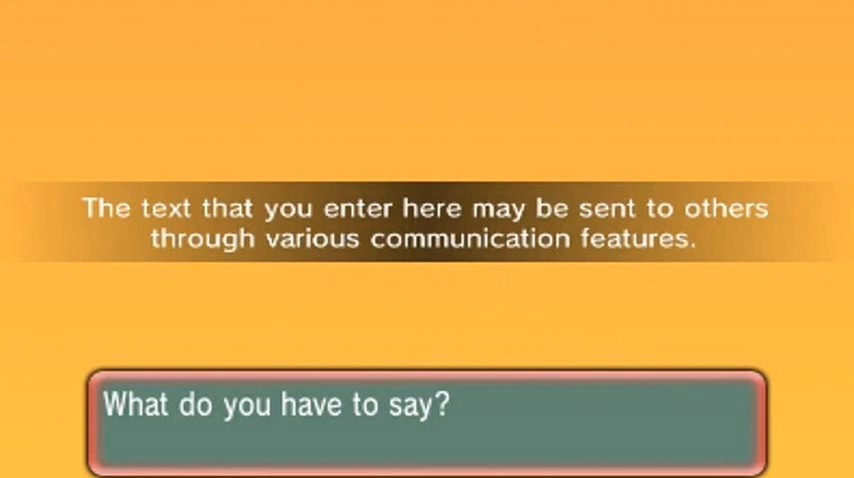 The text that you enter here may be sent to others
through various communication features.
What do you have to say?